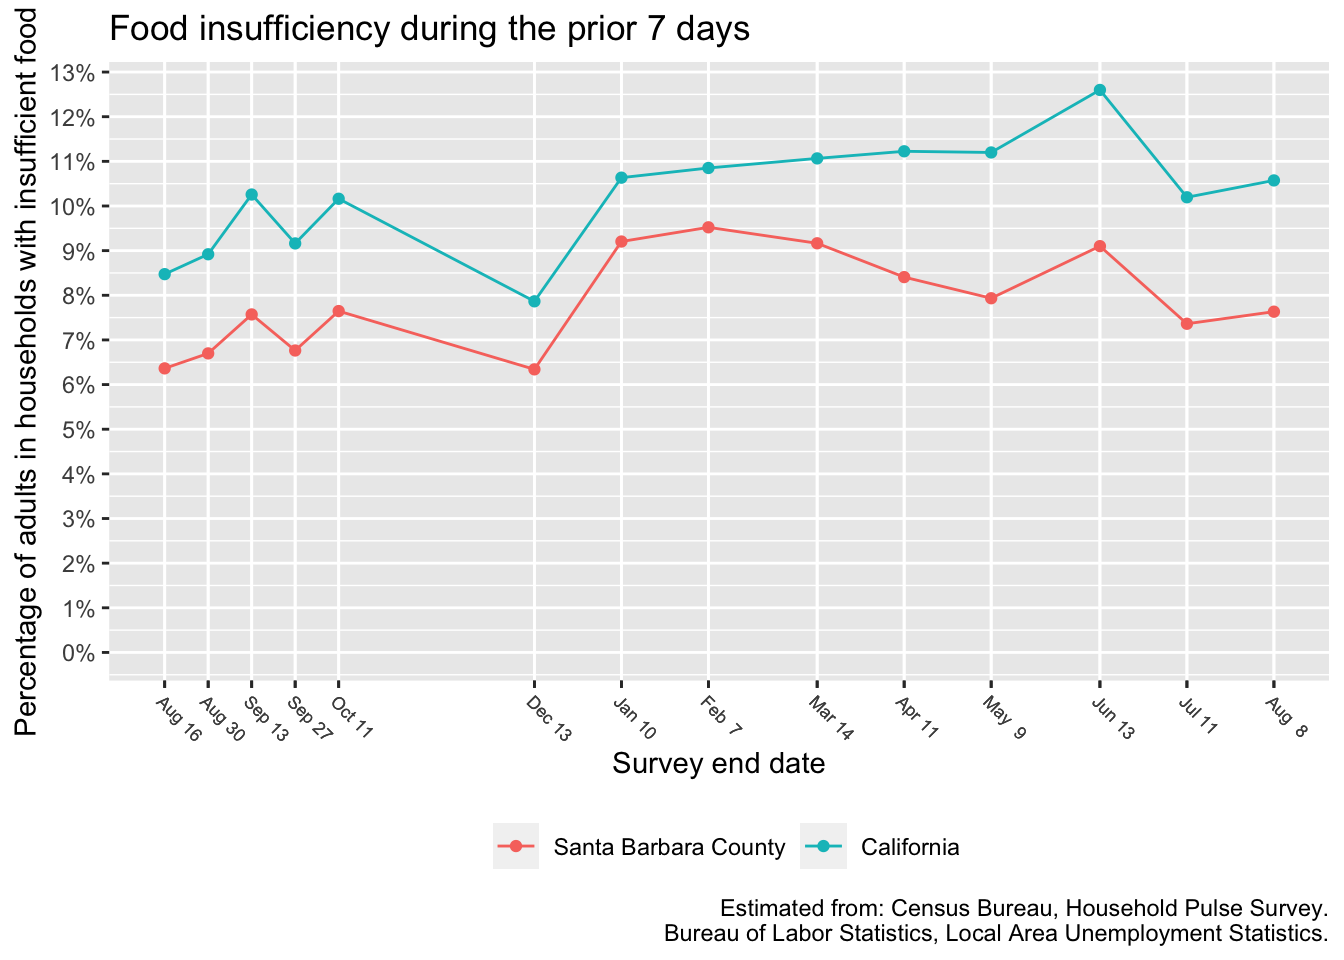 Food insufficiency during the prior 7 days
Percentage of adults in households with insufficient food
13%
12%
11%
10%
9%
8%
7%
6%
5%
4%
3%
2%
1%
0%
Aug 16
Aug 30
Sep 13
Sep 27
Oct 11
Dec 13
Jan 10
Feb 7
Mar 14
Apr 11
May 9
Jun 13
Jul 11
Aug 8
Survey end date
Santa Barbara County
California
Estimated from: Census Bureau, Household Pulse Survey.
Bureau of Labor Statistics, Local Area Unemployment Statistics.